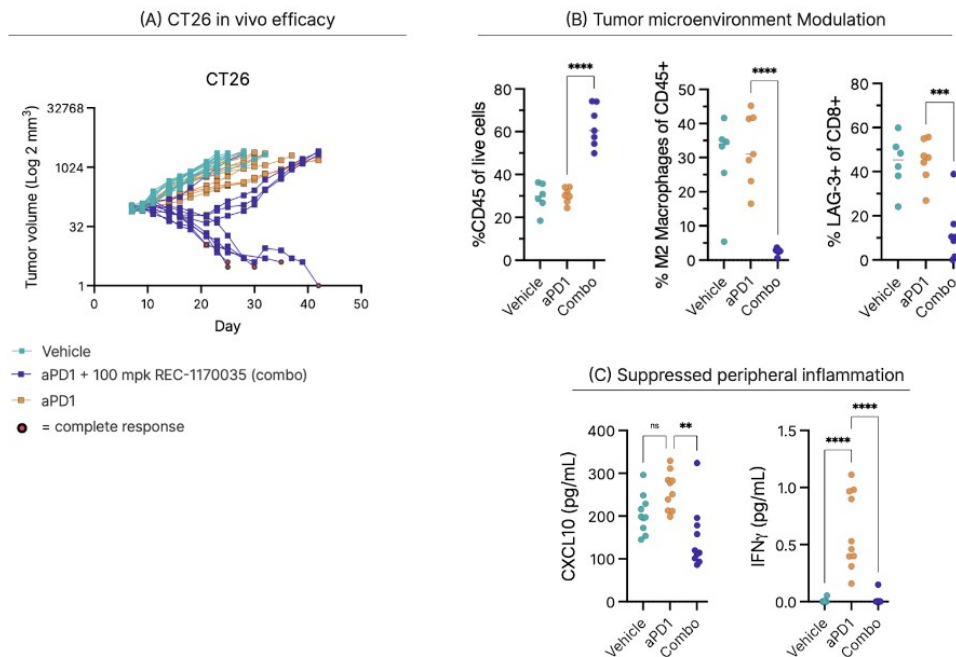 (A) CT26 in vivo efficacy
CT26
Tumor volume (Log 2 mm³)
32768
1024
32
1
0 10 20 30 40 50
Day
Vehicle
aPD1 + 100 mpk REC-1170035 (combo)
aPD1
= complete response
(B) Tumor microenvironment Modulation
%CD45 of live cells
80
60
40
20
0
****
Vehicle
aPD1
Combo
% M2 Macrophages of CD45+
50
40
30
20
10
0
****
Vehicle
aPD1
Combo
% LAG-3+ of CD8+
80
60
40
20
0
***
Vehicle
aPD1
Combo
(C) Suppressed peripheral inflammation
CXCL10 (pg/mL)
400
300
200
100
0
ns **
Vehicle
aPD1
Combo
IFNγ (pg/mL)
1.5
1.0
0.5
0.0
****
****
Vehicle
aPD1
Combo